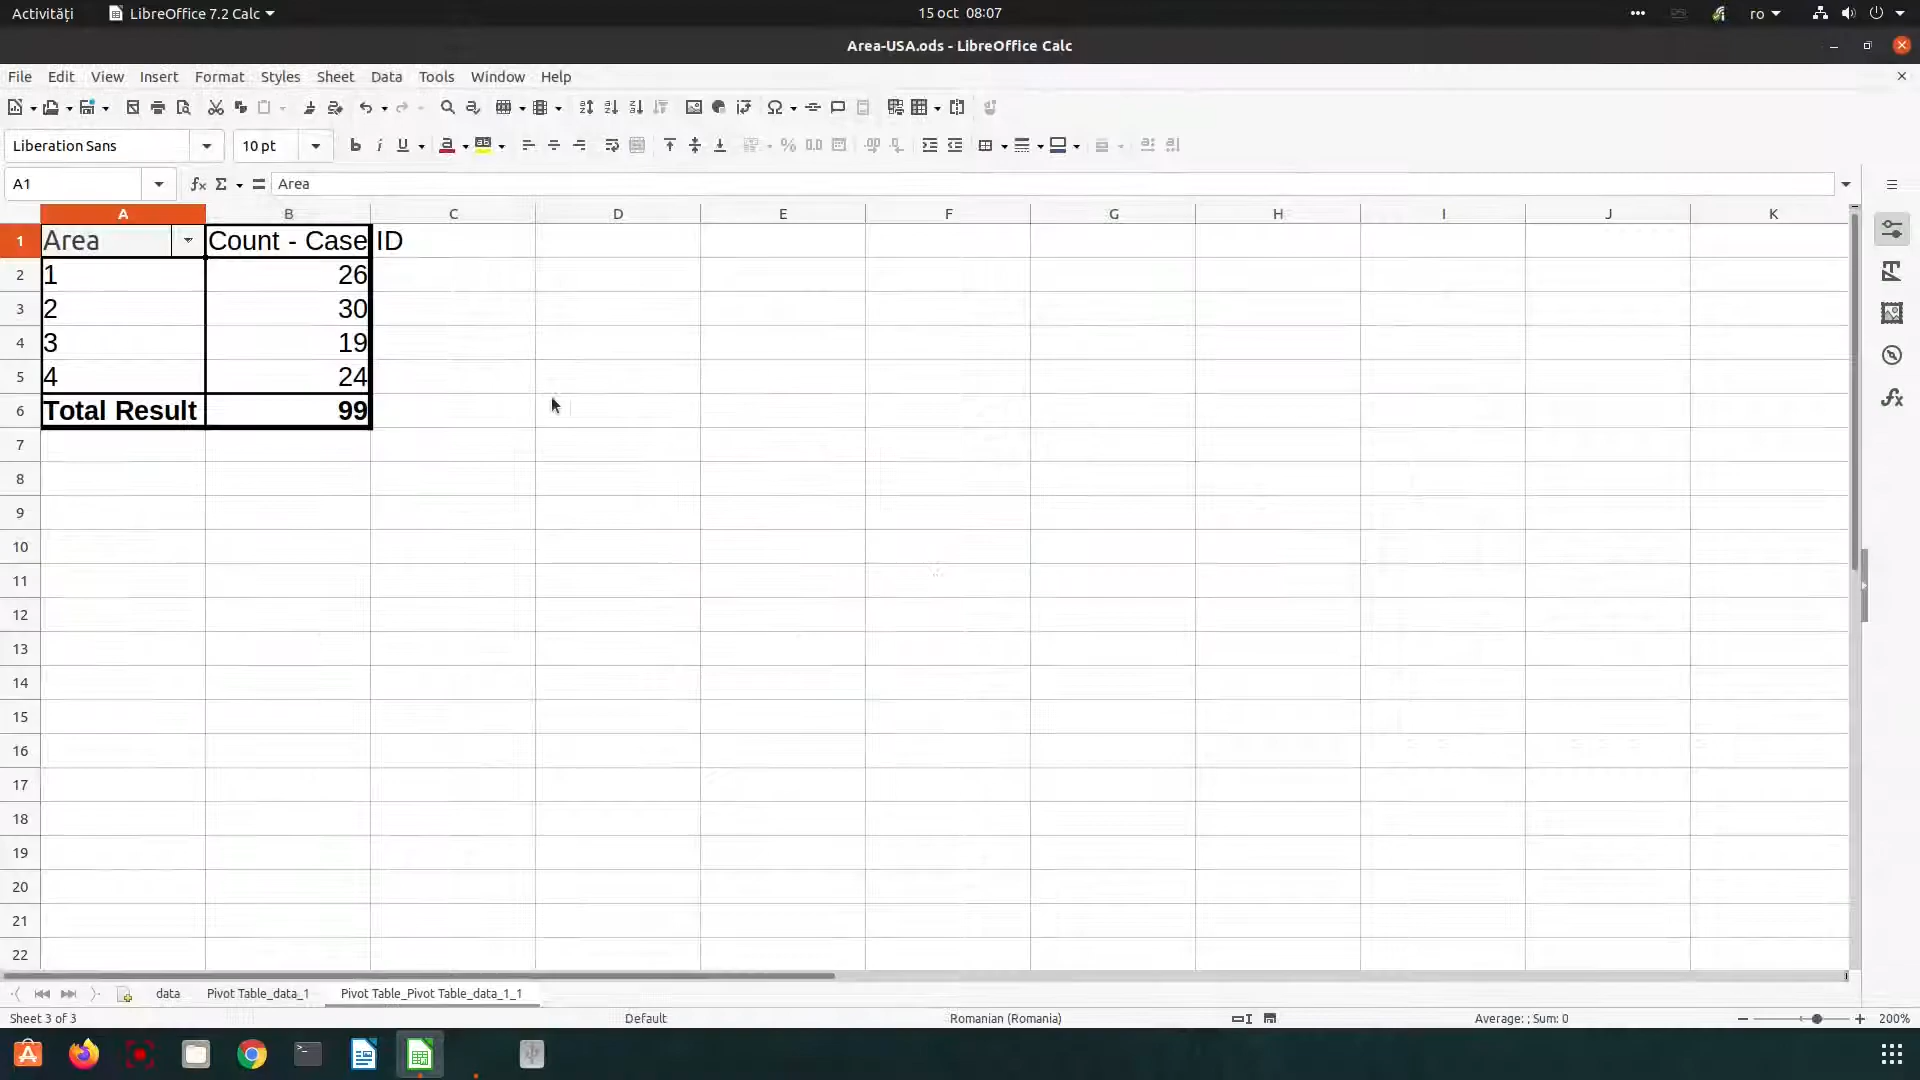 Activități LibreOffice 7.2 Calc 15 oct 08:07 ro
Area-USA.ods - LibreOffice Calc
File Edit View Insert Format Styles Sheet Data Tools Window Help
Liberation Sans 10 pt
A1 Area
A B C D E F G H I J K
1 Area Count - Case ID
2 1 26
3 2 30
4 3 19
5 4 24
6 Total Result 99
7
8
9
10
11
12
13
14
15
16
17
18
19
20
21
22
data Pivot Table_data_1 Pivot Table_Pivot Table_data_1_1
Sheet 3 of 3 Default Romanian (Romania) Average: ; Sum: 0 200%